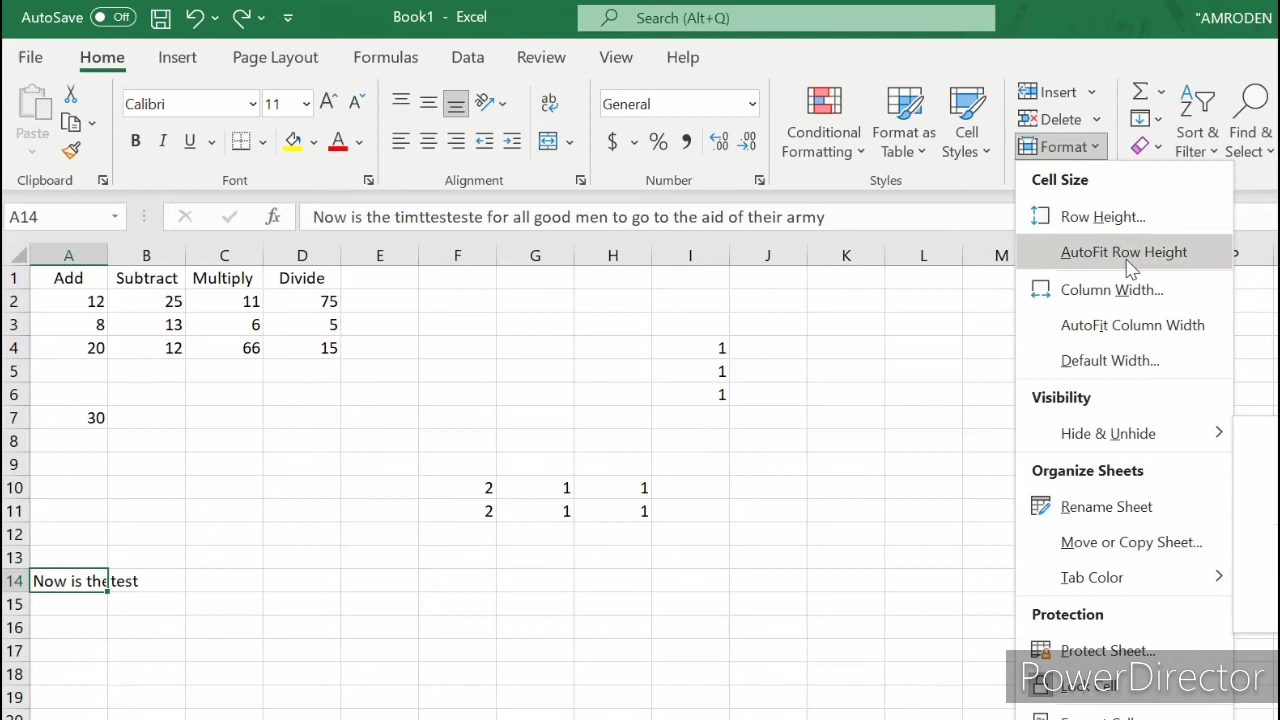 AutoSave Off Book1 - Excel Search (Alt+Q) "AMRODEN
File Home Insert Page Layout Formulas Data Review View Help
Paste Calibri 11 A A ab c General Conditional Formatting Format as Table Cell Styles Insert Delete Format Sort & Filter Find & Select
B I U A $ % , .00
Clipboard Font Alignment Number Styles
A14 fx Now is the timttesteste for all good men to go to the aid of their army
A B C D E F G H I J K L M P
1 Add Subtract Multiply Divide
2 12 25 11 75
3 8 13 6 5
4 20 12 66 15 1
5 1
6 1
7 30
8
9
10 2 1 1
11 2 1 1
12
13
14 Now is the test
15
16
17
18
19
Cell Size
Row Height...
AutoFit Row Height
Column Width...
AutoFit Column Width
Default Width...
Visibility
Hide & Unhide
Organize Sheets
Rename Sheet
Move or Copy Sheet...
Tab Color
Protection
Protect Sheet...
PowerDirector